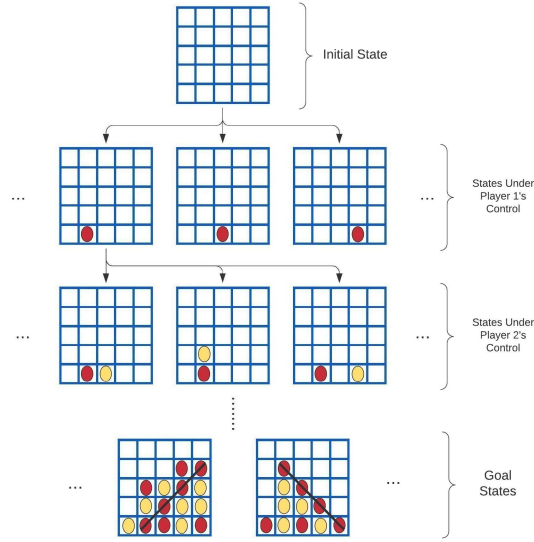 Initial State
...
...
States Under
Player 1's
Control
...
...
States Under
Player 2's
Control
......
...
...
Goal
States